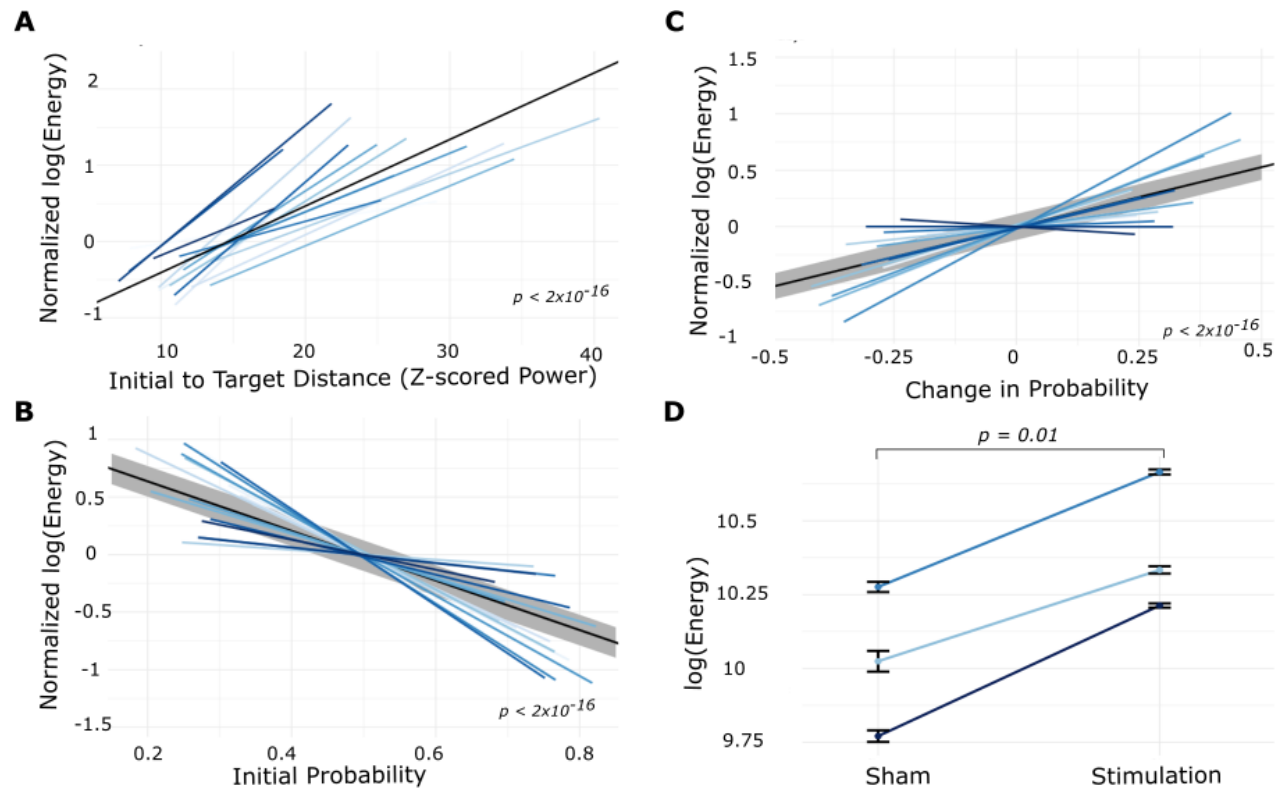 A
Normalized log(Energy)
2
1
0
-1
p < 2x10^-16
10 20 30 40
Initial to Target Distance (Z-scored Power)
B
Normalized log(Energy)
1
0.5
0
-0.5
-1
-1.5
p < 2x10^-16
0.2 0.4 0.6 0.8
Initial Probability
C
Normalized log(Energy)
1.5
1
0.5
0
-0.5
-1
p < 2x10^-16
-0.5 -0.25 0 0.25 0.5
Change in Probability
D
p = 0.01
log(Energy)
10.5
10.25
10
9.75
Sham Stimulation